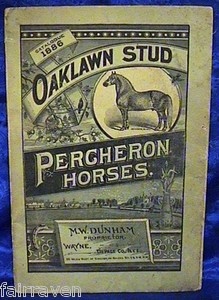 CATALOGUE
1886
OAKLAWN STUD
PERCHERON
HORSES.
M.W. DUNHAM
PROPRIETOR
WAYNE,
DUPAGE CO. ILL.
fairraven